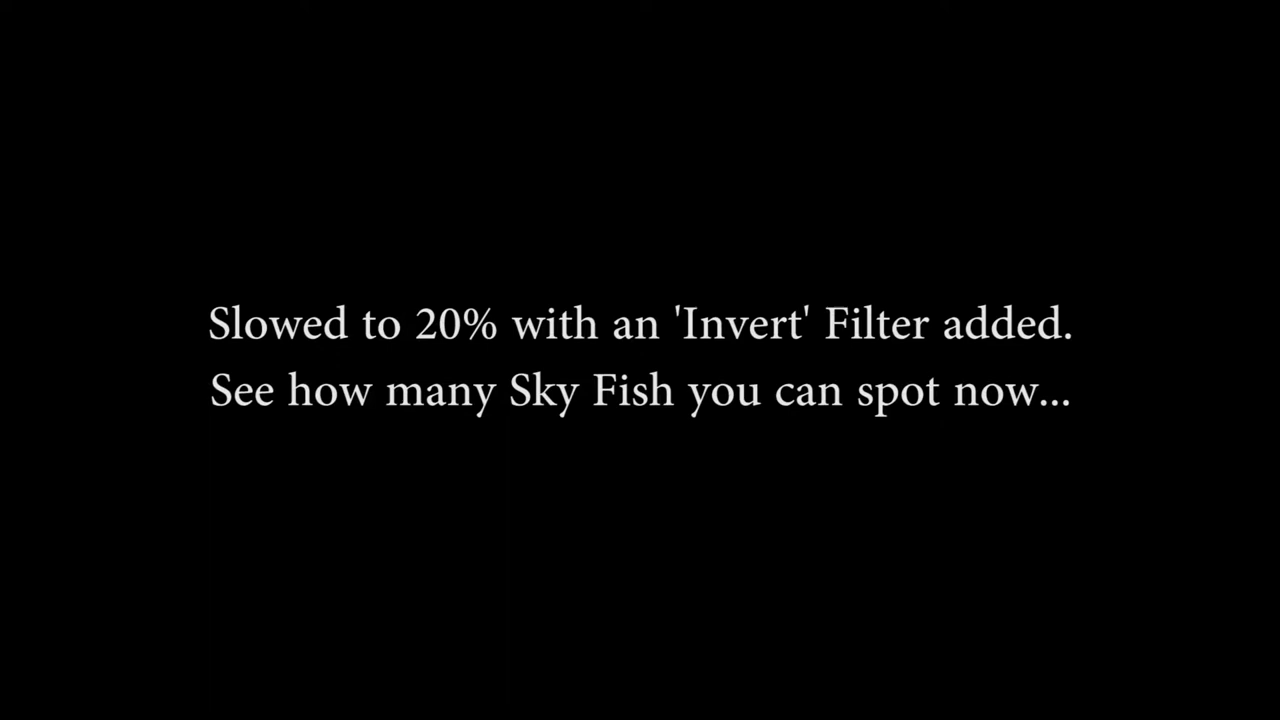 Slowed to 20% with an 'Invert' Filter added.
See how many Sky Fish you can spot now...